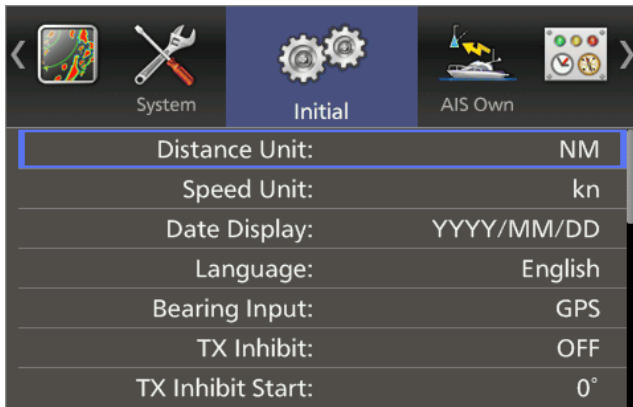 System
Initial
AIS Own
Distance Unit: NM
Speed Unit: kn
Date Display: YYYY/MM/DD
Language: English
Bearing Input: GPS
TX Inhibit: OFF
TX Inhibit Start: 0°